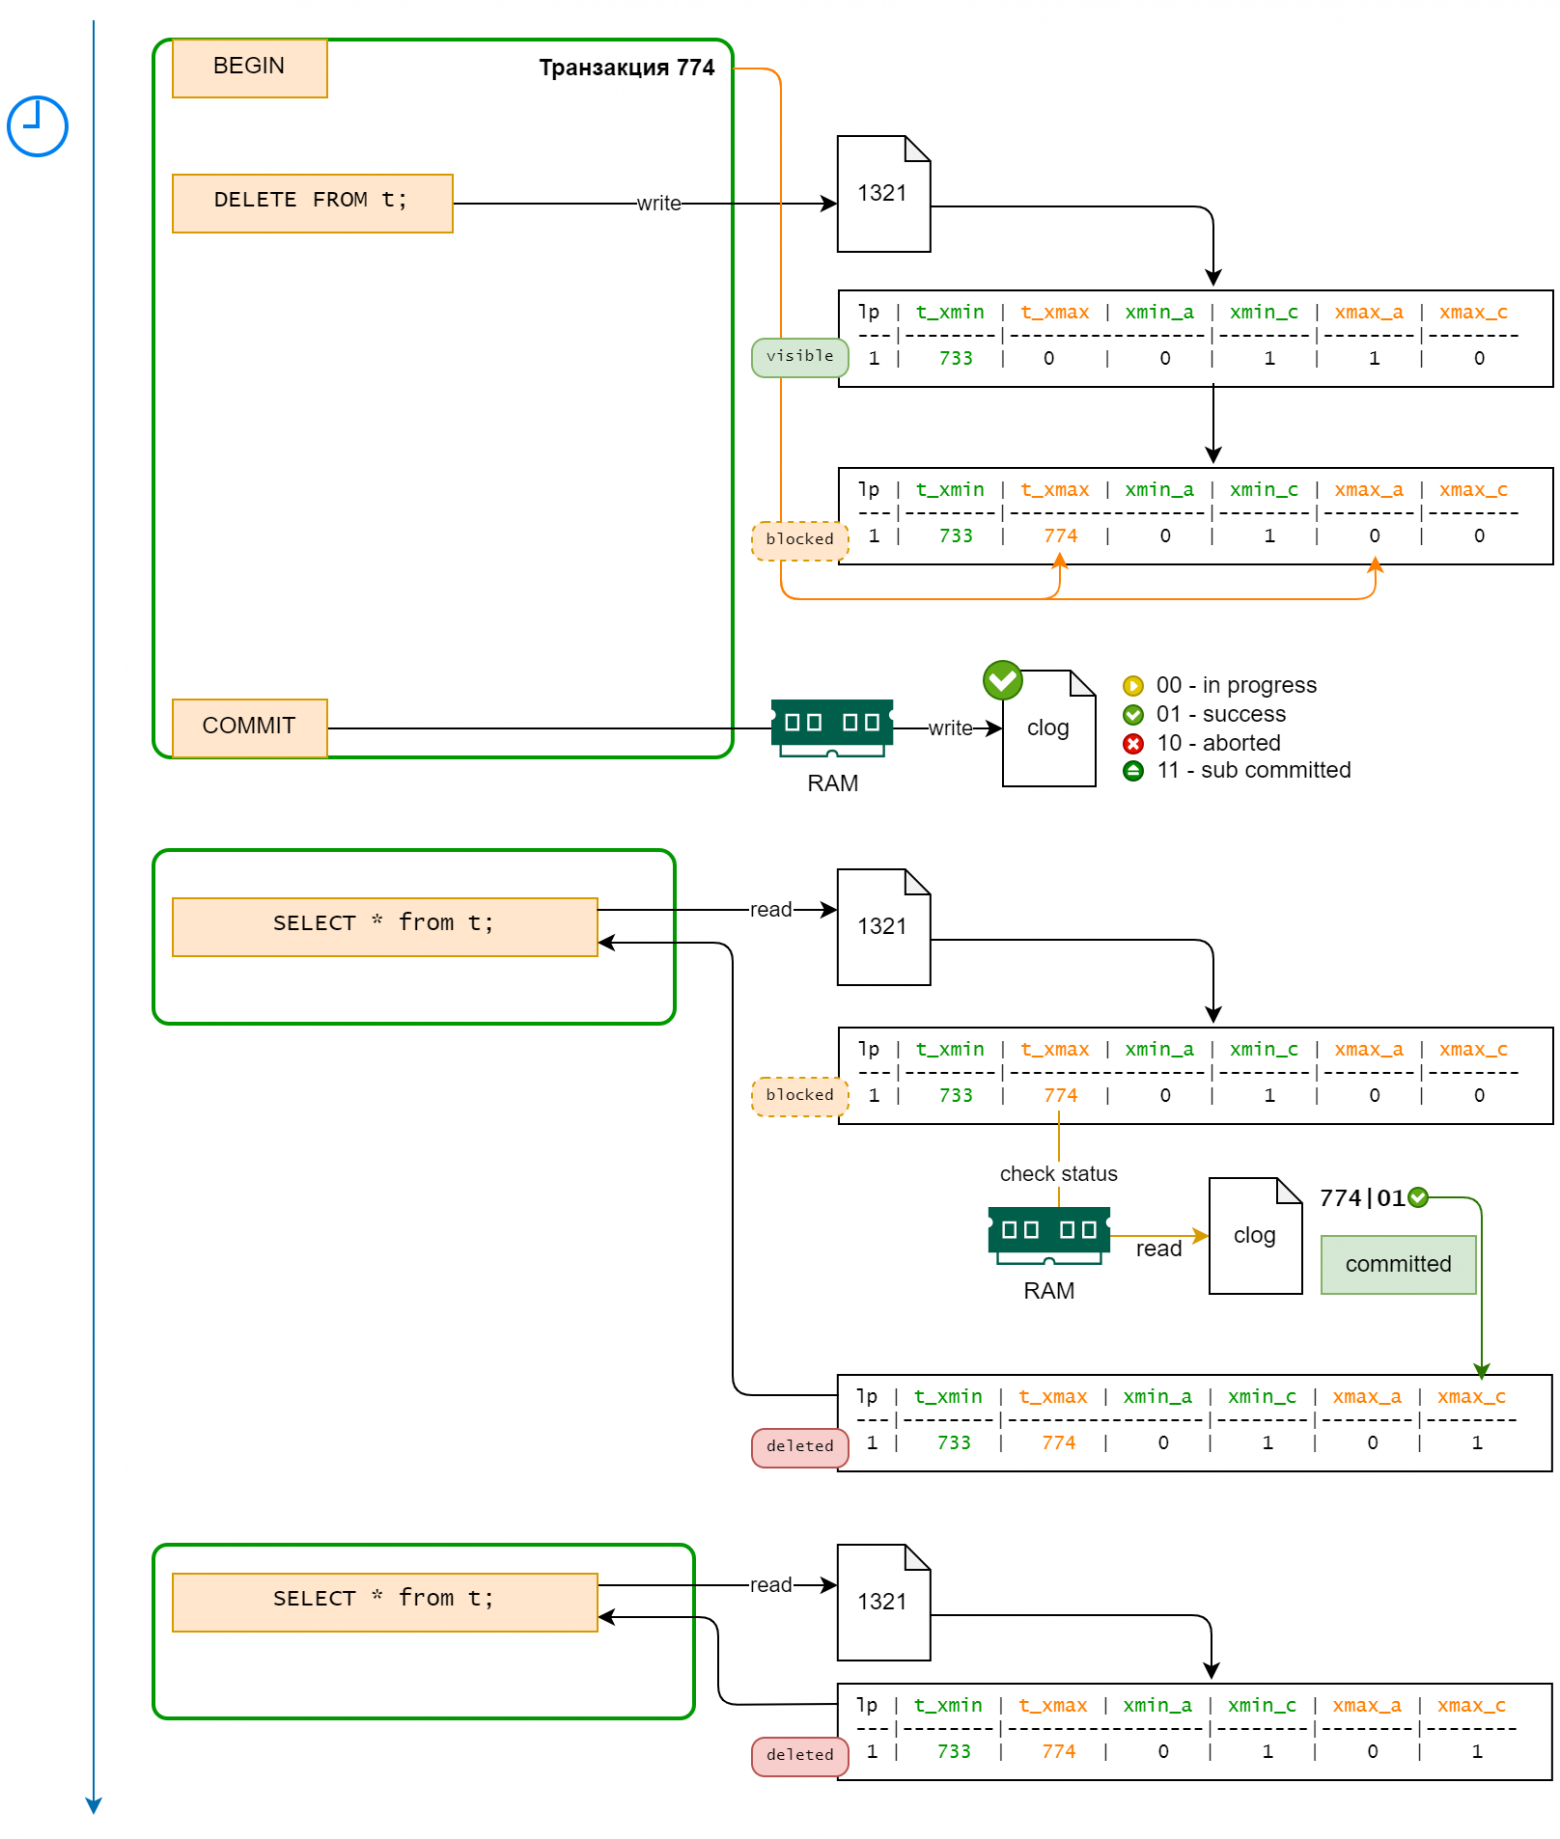 BEGIN
Транзакция 774
DELETE FROM t;
write
1321
lp | t_xmin | t_xmax | xmin_a | xmin_c | xmax_a | xmax_c
---|--------|---------------|--------|--------|--------
visible
1 | 733 | 0 | 0 | 1 | 1 | 0
lp | t_xmin | t_xmax | xmin_a | xmin_c | xmax_a | xmax_c
---|--------|---------------|--------|--------|--------
blocked
1 | 733 | 774 | 0 | 1 | 0 | 0
COMMIT
RAM
write
clog
00 - in progress
01 - success
10 - aborted
11 - sub committed
SELECT * from t;
read
1321
lp | t_xmin | t_xmax | xmin_a | xmin_c | xmax_a | xmax_c
---|--------|---------------|--------|--------|--------
blocked
1 | 733 | 774 | 0 | 1 | 0 | 0
check status
RAM
read
clog
774|01
committed
lp | t_xmin | t_xmax | xmin_a | xmin_c | xmax_a | xmax_c
---|--------|---------------|--------|--------|--------
deleted
1 | 733 | 774 | 0 | 1 | 0 | 1
SELECT * from t;
read
1321
lp | t_xmin | t_xmax | xmin_a | xmin_c | xmax_a | xmax_c
---|--------|---------------|--------|--------|--------
deleted
1 | 733 | 774 | 0 | 1 | 0 | 1